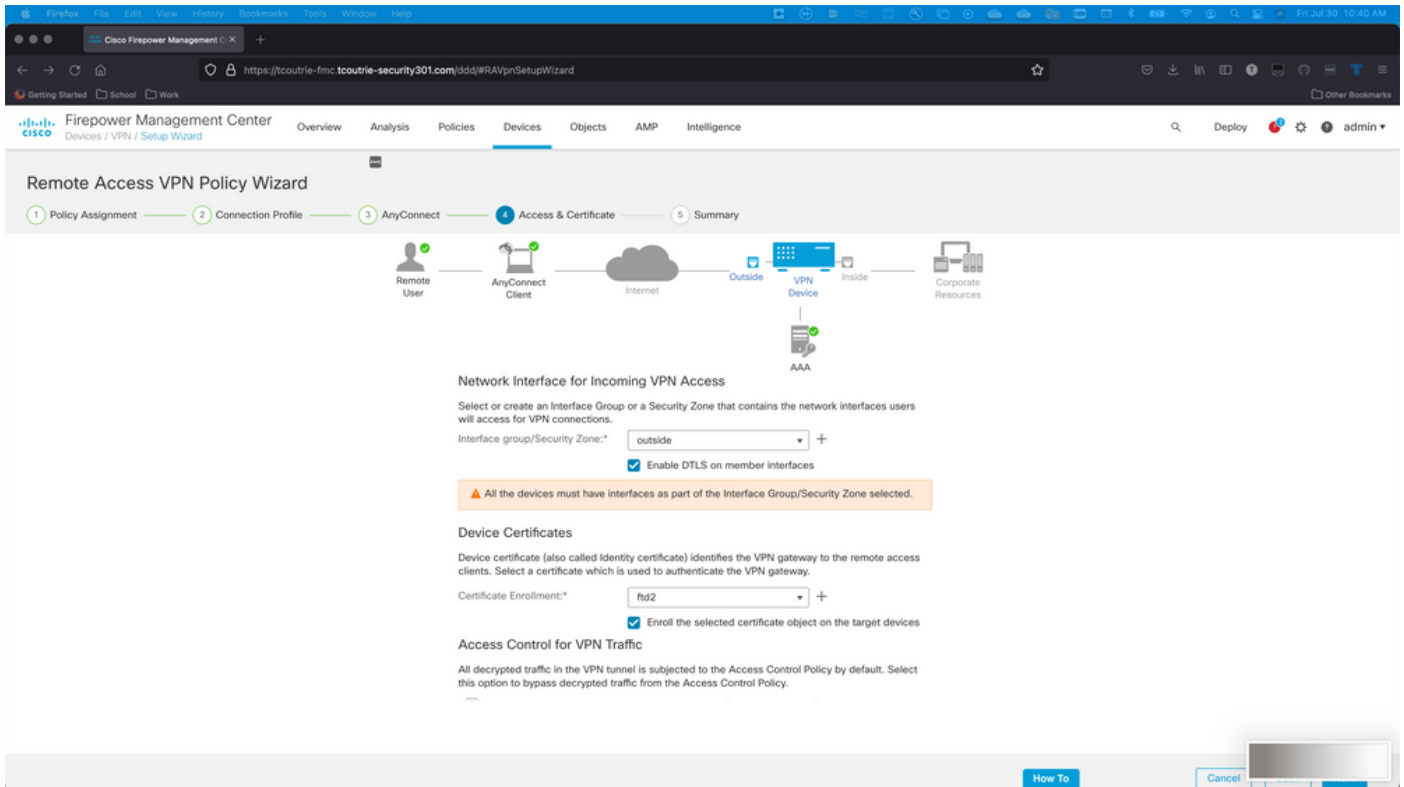 Firefox File Edit View History Bookmarks Tools Window Help Fri Jul 30 10:40 AM
Cisco Firepower Management C
https://tcoutrie-fmc.tcoutrie-security301.com/ddd/#RAVpnSetupWizard
Getting Started School Work Other Bookmarks
CISCO Firepower Management Center Overview Analysis Policies Devices Objects AMP Intelligence Deploy 2 admin
Devices / VPN / Setup Wizard
Remote Access VPN Policy Wizard
1 Policy Assignment 2 Connection Profile 3 AnyConnect 4 Access & Certificate 5 Summary
Remote User
AnyConnect Client
Internet
Outside
VPN Device
Inside
Corporate Resources
AAA
Network Interface for Incoming VPN Access
Select or create an Interface Group or a Security Zone that contains the network interfaces users
will access for VPN connections.
Interface group/Security Zone:* outside
Enable DTLS on member interfaces
All the devices must have interfaces as part of the Interface Group/Security Zone selected.
Device Certificates
Device certificate (also called Identity certificate) identifies the VPN gateway to the remote access
clients. Select a certificate which is used to authenticate the VPN gateway.
Certificate Enrollment:* ftd2
Enroll the selected certificate object on the target devices
Access Control for VPN Traffic
All decrypted traffic in the VPN tunnel is subjected to the Access Control Policy by default. Select
this option to bypass decrypted traffic from the Access Control Policy.
How To Cancel